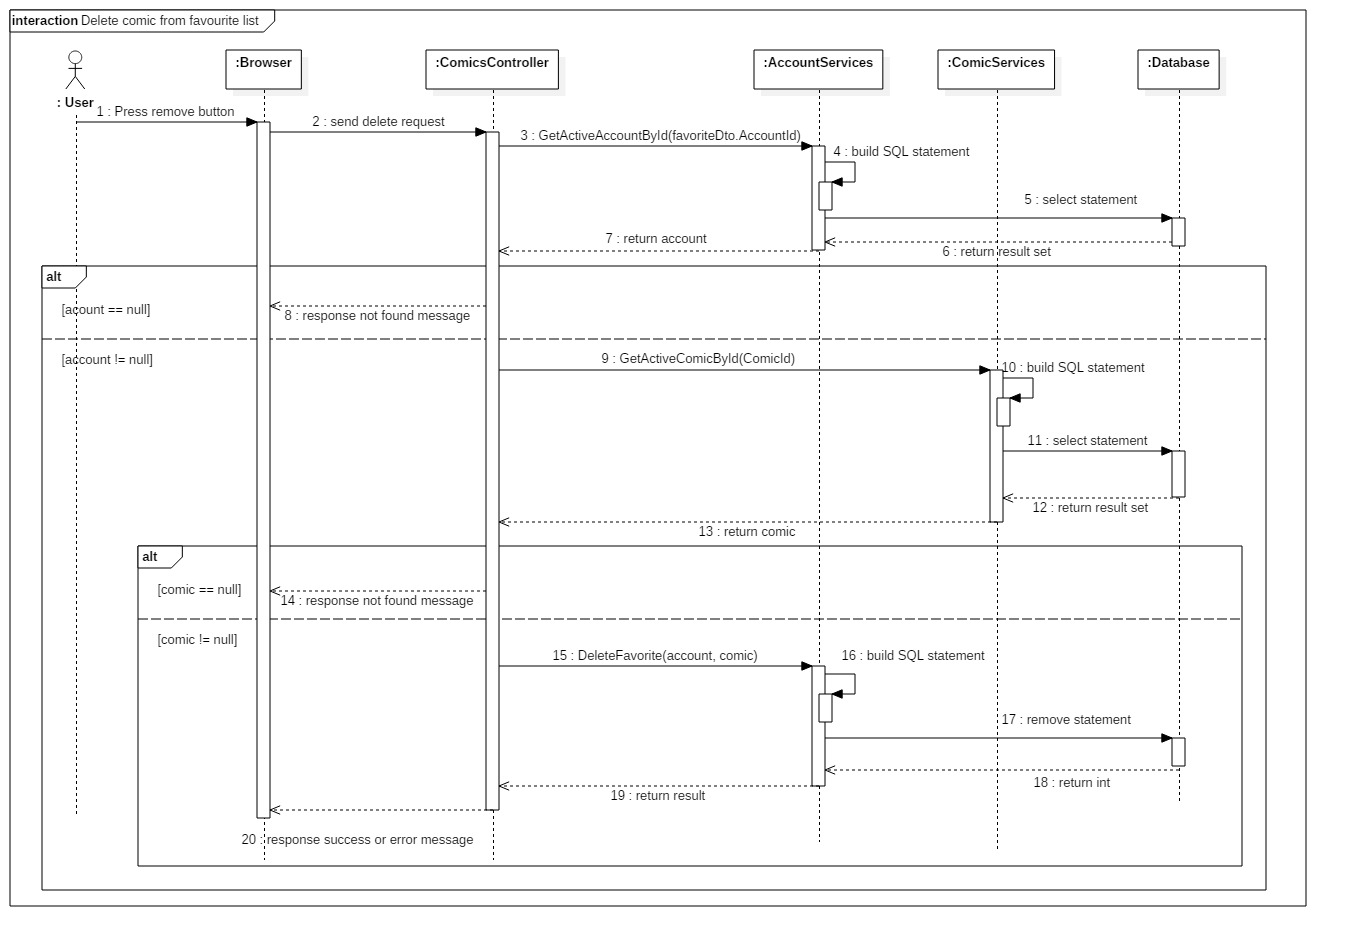 interaction Delete comic from favourite list
:Browser
:ComicsController
:AccountServices
:ComicServices
:Database
: User
1 : Press remove button
2 : send delete request
3 : GetActiveAccountById(favoriteDto.AccountId)
4 : build SQL statement
5 : select statement
6 : return result set
7 : return account
alt
[acount == null]
8 : response not found message
[account != null]
9 : GetActiveComicById(ComicId)
10 : build SQL statement
11 : select statement
12 : return result set
13 : return comic
alt
[comic == null]
14 : response not found message
[comic != null]
15 : DeleteFavorite(account, comic)
16 : build SQL statement
17 : remove statement
18 : return int
19 : return result
20 : response success or error message